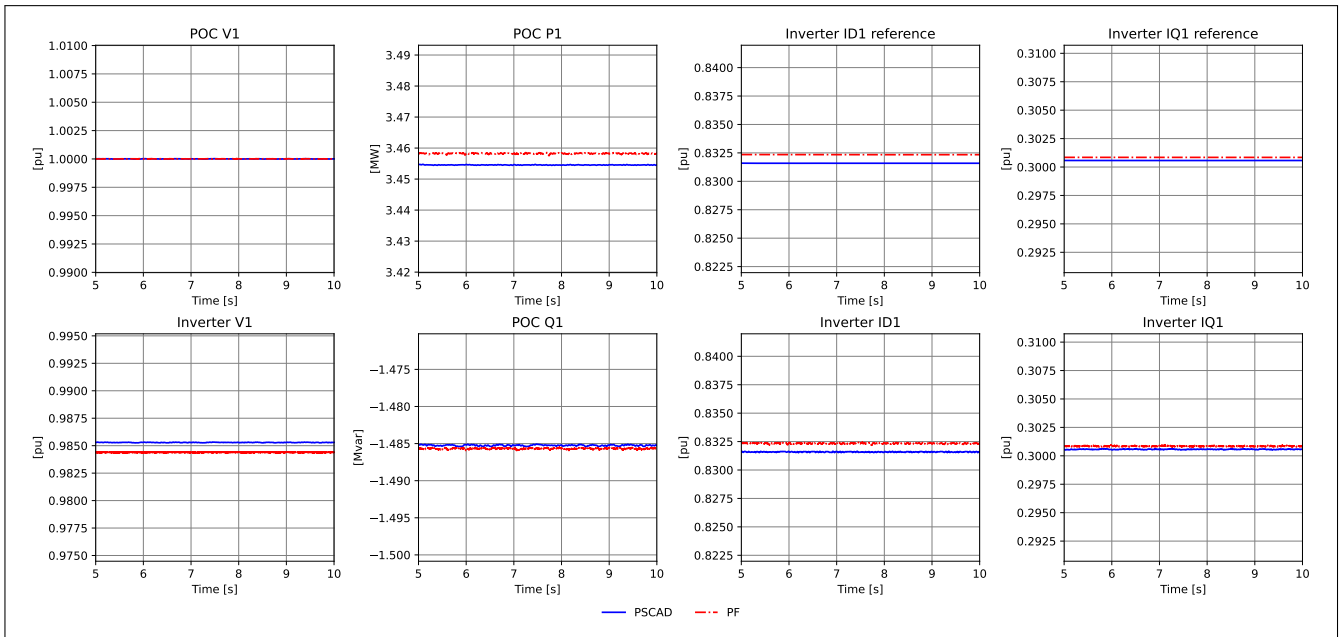 POC V1
1.0100
1.0075
1.0050
1.0025
1.0000
0.9975
0.9950
0.9925
0.9900
[pu]
5 6 7 8 9 10
Time [s]
POC P1
3.49
3.48
3.47
3.46
3.45
3.44
3.43
3.42
[MW]
5 6 7 8 9 10
Time [s]
Inverter ID1 reference
0.8400
0.8375
0.8350
0.8325
0.8300
0.8275
0.8250
0.8225
[pu]
5 6 7 8 9 10
Time [s]
Inverter IQ1 reference
0.3100
0.3075
0.3050
0.3025
0.3000
0.2975
0.2950
0.2925
[pu]
5 6 7 8 9 10
Time [s]
Inverter V1
0.9950
0.9925
0.9900
0.9875
0.9850
0.9825
0.9800
0.9775
0.9750
[pu]
5 6 7 8 9 10
Time [s]
POC Q1
−1.475
−1.480
−1.485
−1.490
−1.495
−1.500
[Mvar]
5 6 7 8 9 10
Time [s]
Inverter ID1
0.8400
0.8375
0.8350
0.8325
0.8300
0.8275
0.8250
0.8225
[pu]
5 6 7 8 9 10
Time [s]
Inverter IQ1
0.3100
0.3075
0.3050
0.3025
0.3000
0.2975
0.2950
0.2925
[pu]
5 6 7 8 9 10
Time [s]
PSCAD PF